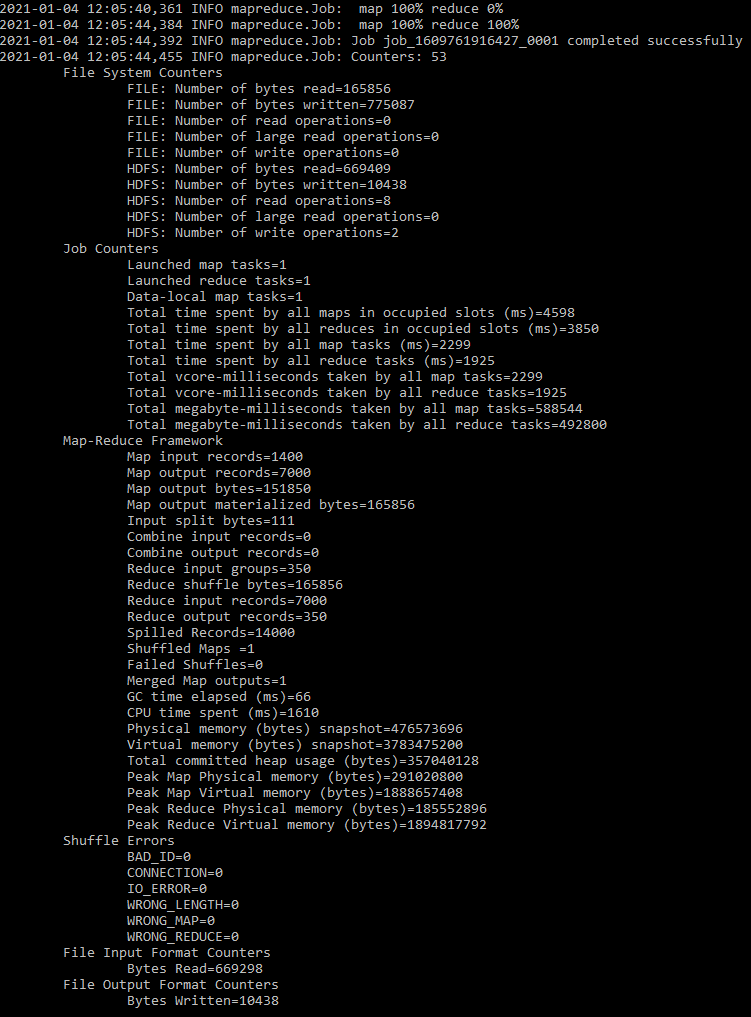 2021-01-04 12:05:40,361 INFO mapreduce.Job:  map 100% reduce 0%
2021-01-04 12:05:44,384 INFO mapreduce.Job:  map 100% reduce 100%
2021-01-04 12:05:44,392 INFO mapreduce.Job: Job job_1609761916427_0001 completed successfully
2021-01-04 12:05:44,455 INFO mapreduce.Job: Counters: 53
File System Counters
FILE: Number of bytes read=165856
FILE: Number of bytes written=775087
FILE: Number of read operations=0
FILE: Number of large read operations=0
FILE: Number of write operations=0
HDFS: Number of bytes read=669409
HDFS: Number of bytes written=10438
HDFS: Number of read operations=8
HDFS: Number of large read operations=0
HDFS: Number of write operations=2
Job Counters
Launched map tasks=1
Launched reduce tasks=1
Data-local map tasks=1
Total time spent by all maps in occupied slots (ms)=4598
Total time spent by all reduces in occupied slots (ms)=3850
Total time spent by all map tasks (ms)=2299
Total time spent by all reduce tasks (ms)=1925
Total vcore-milliseconds taken by all map tasks=2299
Total vcore-milliseconds taken by all reduce tasks=1925
Total megabyte-milliseconds taken by all map tasks=588544
Total megabyte-milliseconds taken by all reduce tasks=492800
Map-Reduce Framework
Map input records=1400
Map output records=7000
Map output bytes=151850
Map output materialized bytes=165856
Input split bytes=111
Combine input records=0
Combine output records=0
Reduce input groups=350
Reduce shuffle bytes=165856
Reduce input records=7000
Reduce output records=350
Spilled Records=14000
Shuffled Maps =1
Failed Shuffles=0
Merged Map outputs=1
GC time elapsed (ms)=66
CPU time spent (ms)=1610
Physical memory (bytes) snapshot=476573696
Virtual memory (bytes) snapshot=3783475200
Total committed heap usage (bytes)=357040128
Peak Map Physical memory (bytes)=291020800
Peak Map Virtual memory (bytes)=1888657408
Peak Reduce Physical memory (bytes)=185552896
Peak Reduce Virtual memory (bytes)=1894817792
Shuffle Errors
BAD_ID=0
CONNECTION=0
IO_ERROR=0
WRONG_LENGTH=0
WRONG_MAP=0
WRONG_REDUCE=0
File Input Format Counters
Bytes Read=669298
File Output Format Counters
Bytes Written=10438